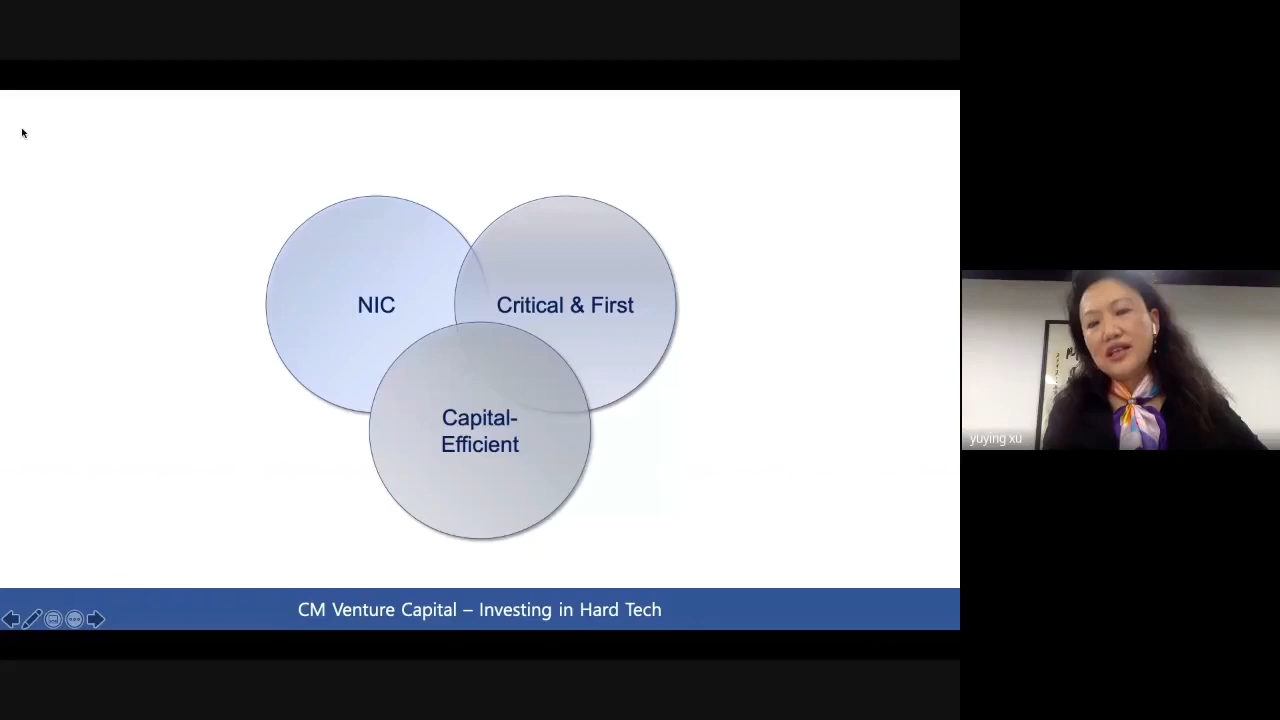 NIC
Critical & First
Capital-
Efficient
CM Venture Capital – Investing in Hard Tech
yuying xu